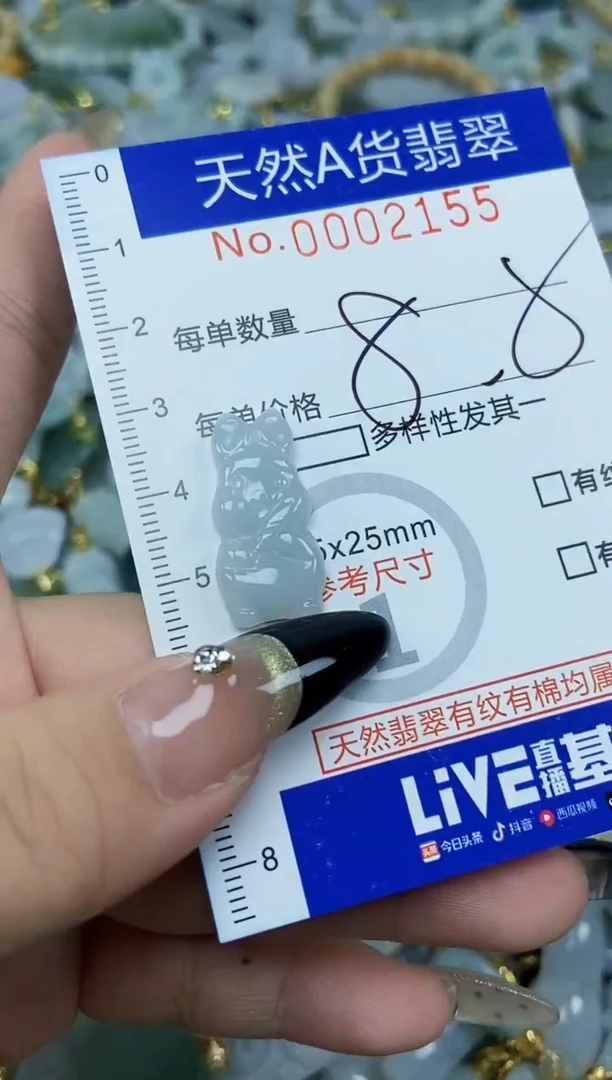 天然A货翡翠
No.0002155
0
1
2
3
4
5
8
每单数量
8.8
每单价格
多样性发其一
有纹
5x25mm
参考尺寸
有
1
天然翡翠有纹有棉均属
LiVE直播基
头条 今日头条 抖音 西瓜视频